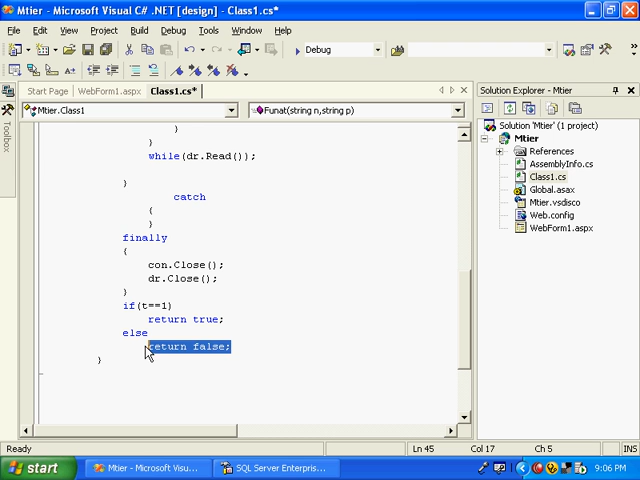 Mtier - Microsoft Visual C# .NET [design] - Class1.cs*
File Edit View Project Build Debug Tools Window Help
Debug
Start Page WebForm1.aspx Class1.cs*
Mtier.Class1 Funat(string n,string p)
}
}
while(dr.Read());
}
catch
{
}
finally
{
con.Close();
dr.Close();
}
if(t==1)
return true;
else
return false;
}
Toolbox
Solution Explorer - Mtier
Solution 'Mtier' (1 project)
Mtier
References
AssemblyInfo.cs
Class1.cs
Global.asax
Mtier.vsdisco
Web.config
WebForm1.aspx
Ready Ln 45 Col 17 Ch 5 INS
start Mtier - Microsoft Visu... SQL Server Enterpris... 9:06 PM